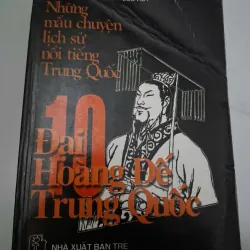 Những
mẩu chuyện
lịch sử
nổi tiếng
Trung Quốc
10
Đại
Hoàng Đế
Trung Quốc
NHÀ XUẤT BẢN TRẺ